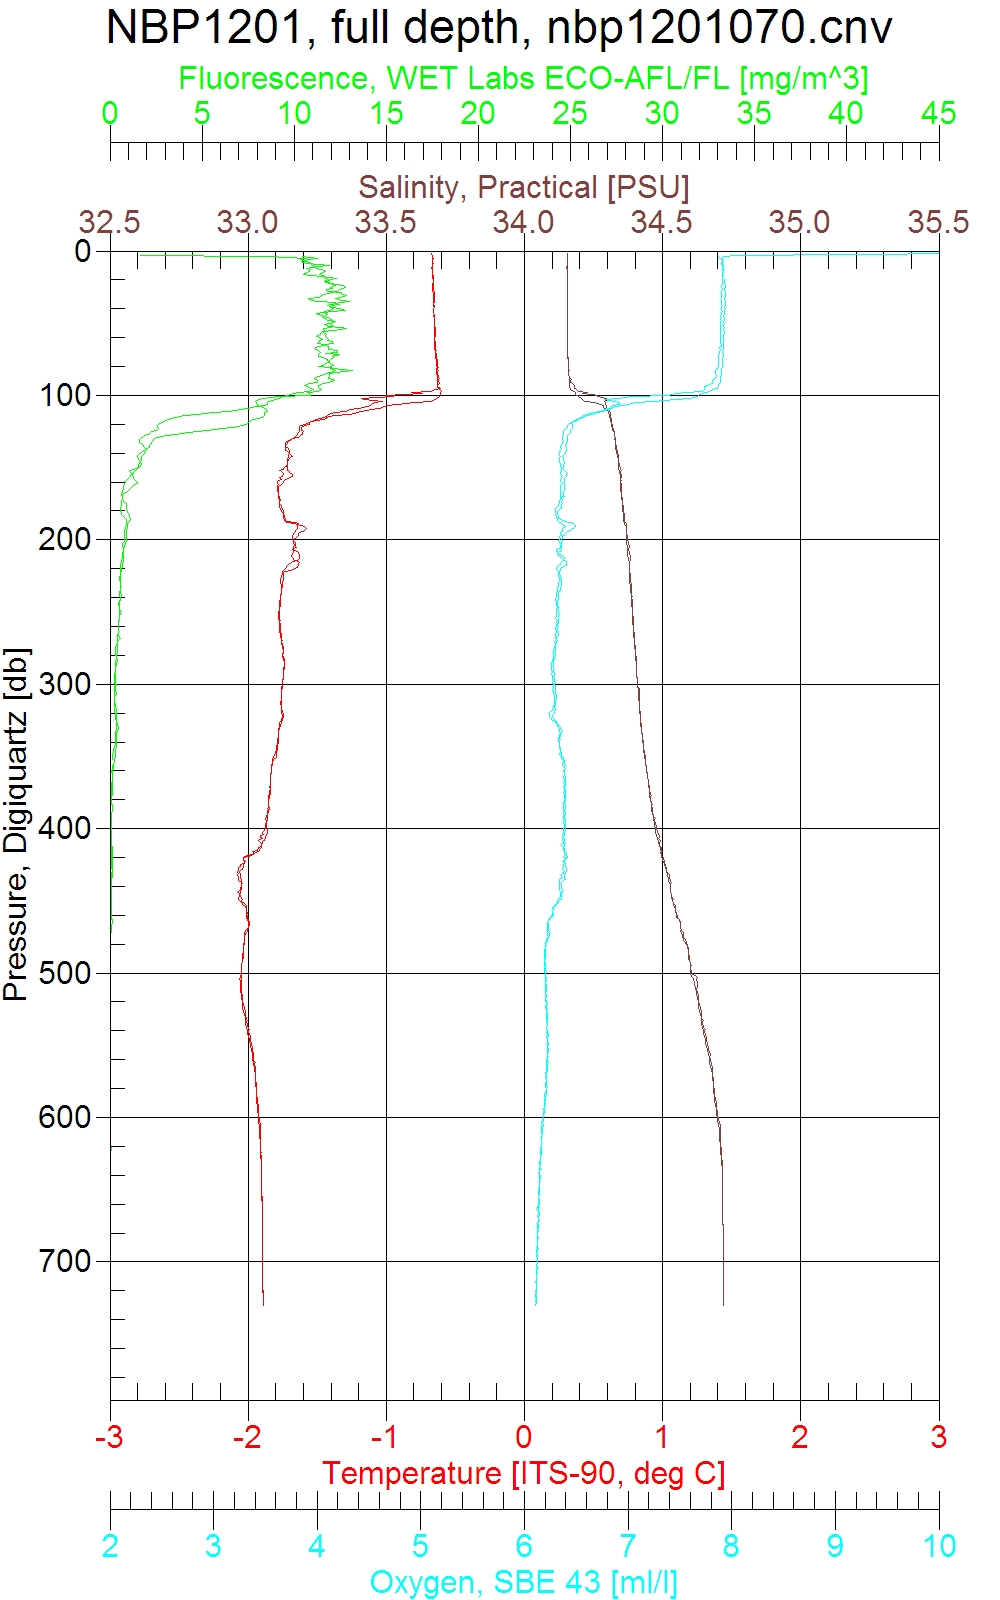 NBP1201, full depth, nbp1201070.cnv
Fluorescence, WET Labs ECO-AFL/FL [mg/m^3]
0 5 10 15 20 25 30 35 40 45
Salinity, Practical [PSU]
32.5 33.0 33.5 34.0 34.5 35.0 35.5
0
100
200
300
400
500
600
700
Pressure, Digiquartz [db]
-3 -2 -1 0 1 2 3
Temperature [ITS-90, deg C]
2 3 4 5 6 7 8 9 10
Oxygen, SBE 43 [ml/l]